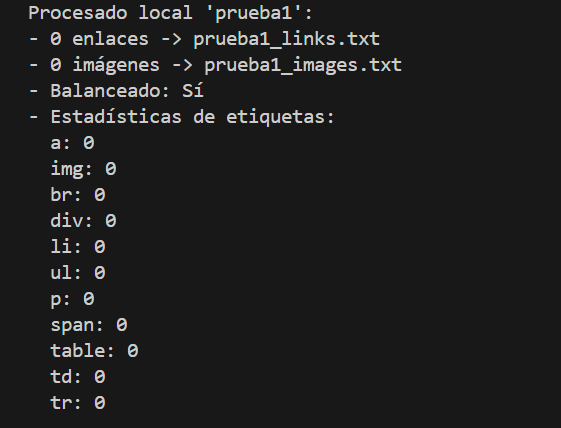 Procesado local 'prueba1':
- 0 enlaces -> prueba1_links.txt
- 0 imágenes -> prueba1_images.txt
- Balanceado: Sí
- Estadísticas de etiquetas:
a: 0
img: 0
br: 0
div: 0
li: 0
ul: 0
p: 0
span: 0
table: 0
td: 0
tr: 0